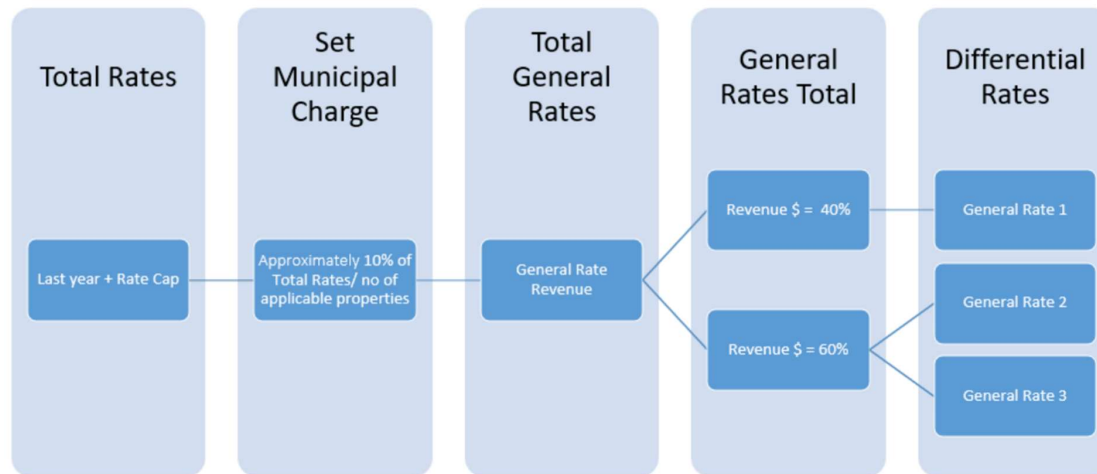 Total Rates
Set
Municipal
Charge
Total
General
Rates
General
Rates Total
Differential
Rates
Last year + Rate Cap
Approximately 10% of
Total Rates/ no of
applicable properties
General Rate
Revenue
Revenue $ =  40%
Revenue $ = 60%
General Rate 1
General Rate 2
General Rate 3